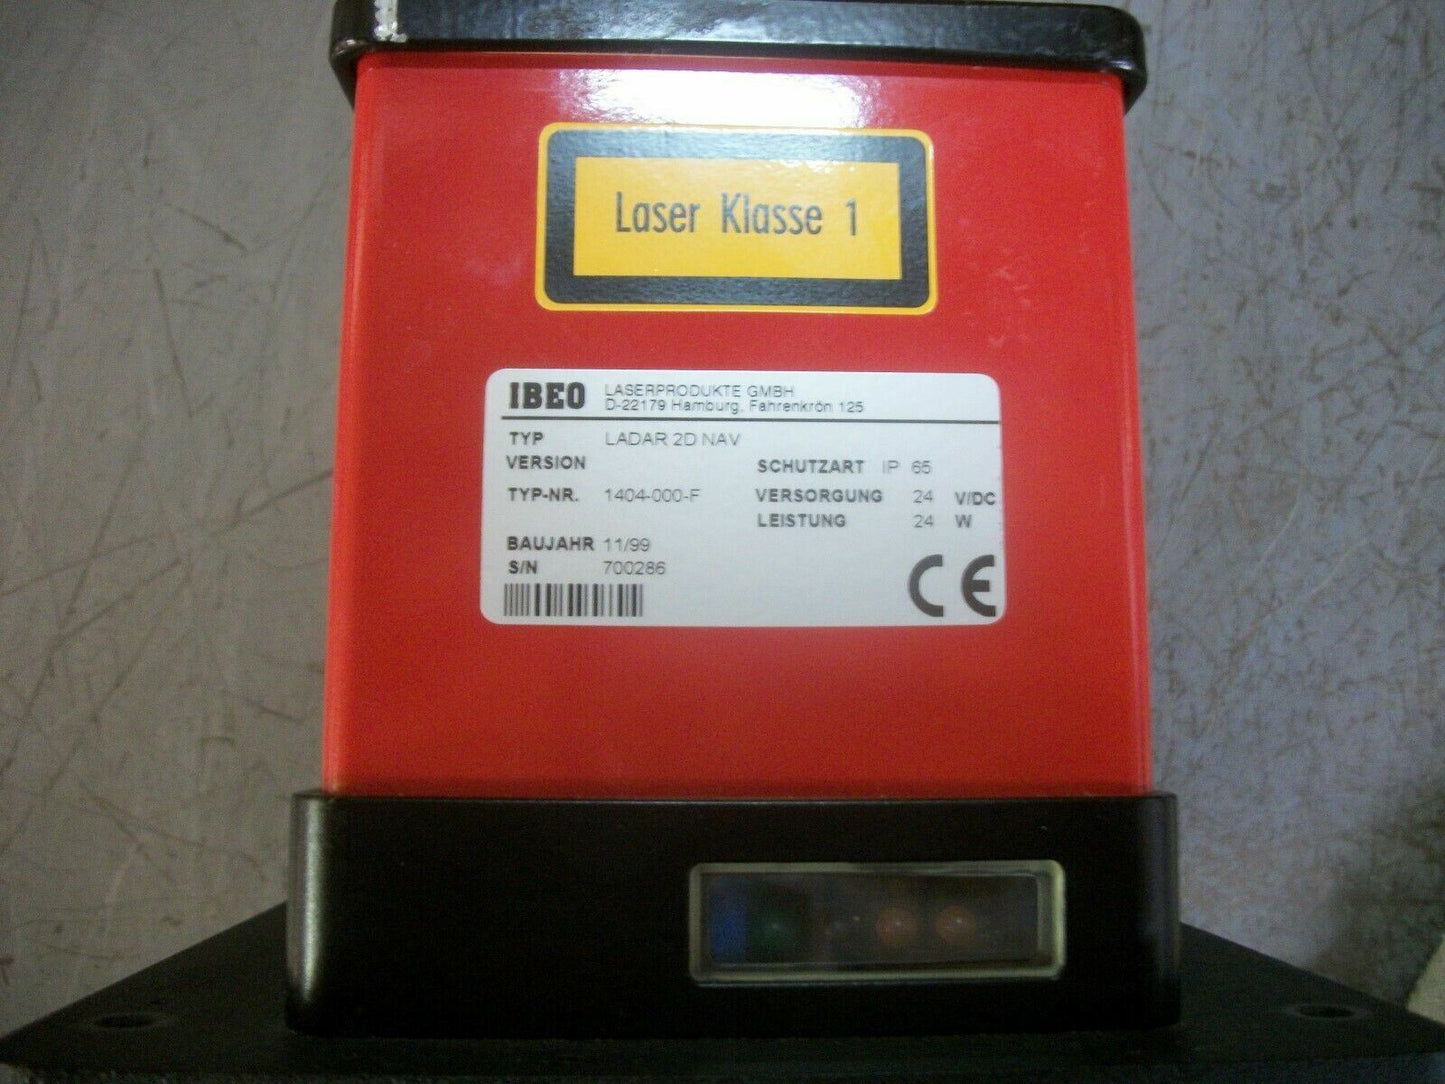 Laser Klasse 1
IBEO LASERPRODUKTE GMBH
D-22179 Hamburg, Fahrenkrön 125
TYP LADAR 2D NAV
VERSION SCHUTZART IP 65
TYP-NR. 1404-000-F VERSORGUNG 24 V/DC
LEISTUNG 24 W
BAUJAHR 11/99
S/N 700286
CE